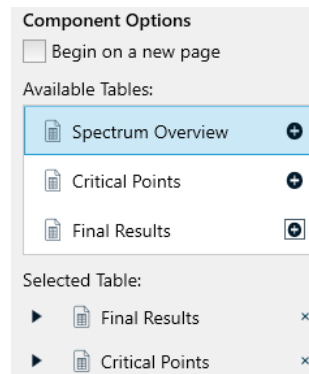 Component Options
Begin on a new page
Available Tables:
Spectrum Overview
Critical Points
Final Results
Selected Table:
Final Results
Critical Points